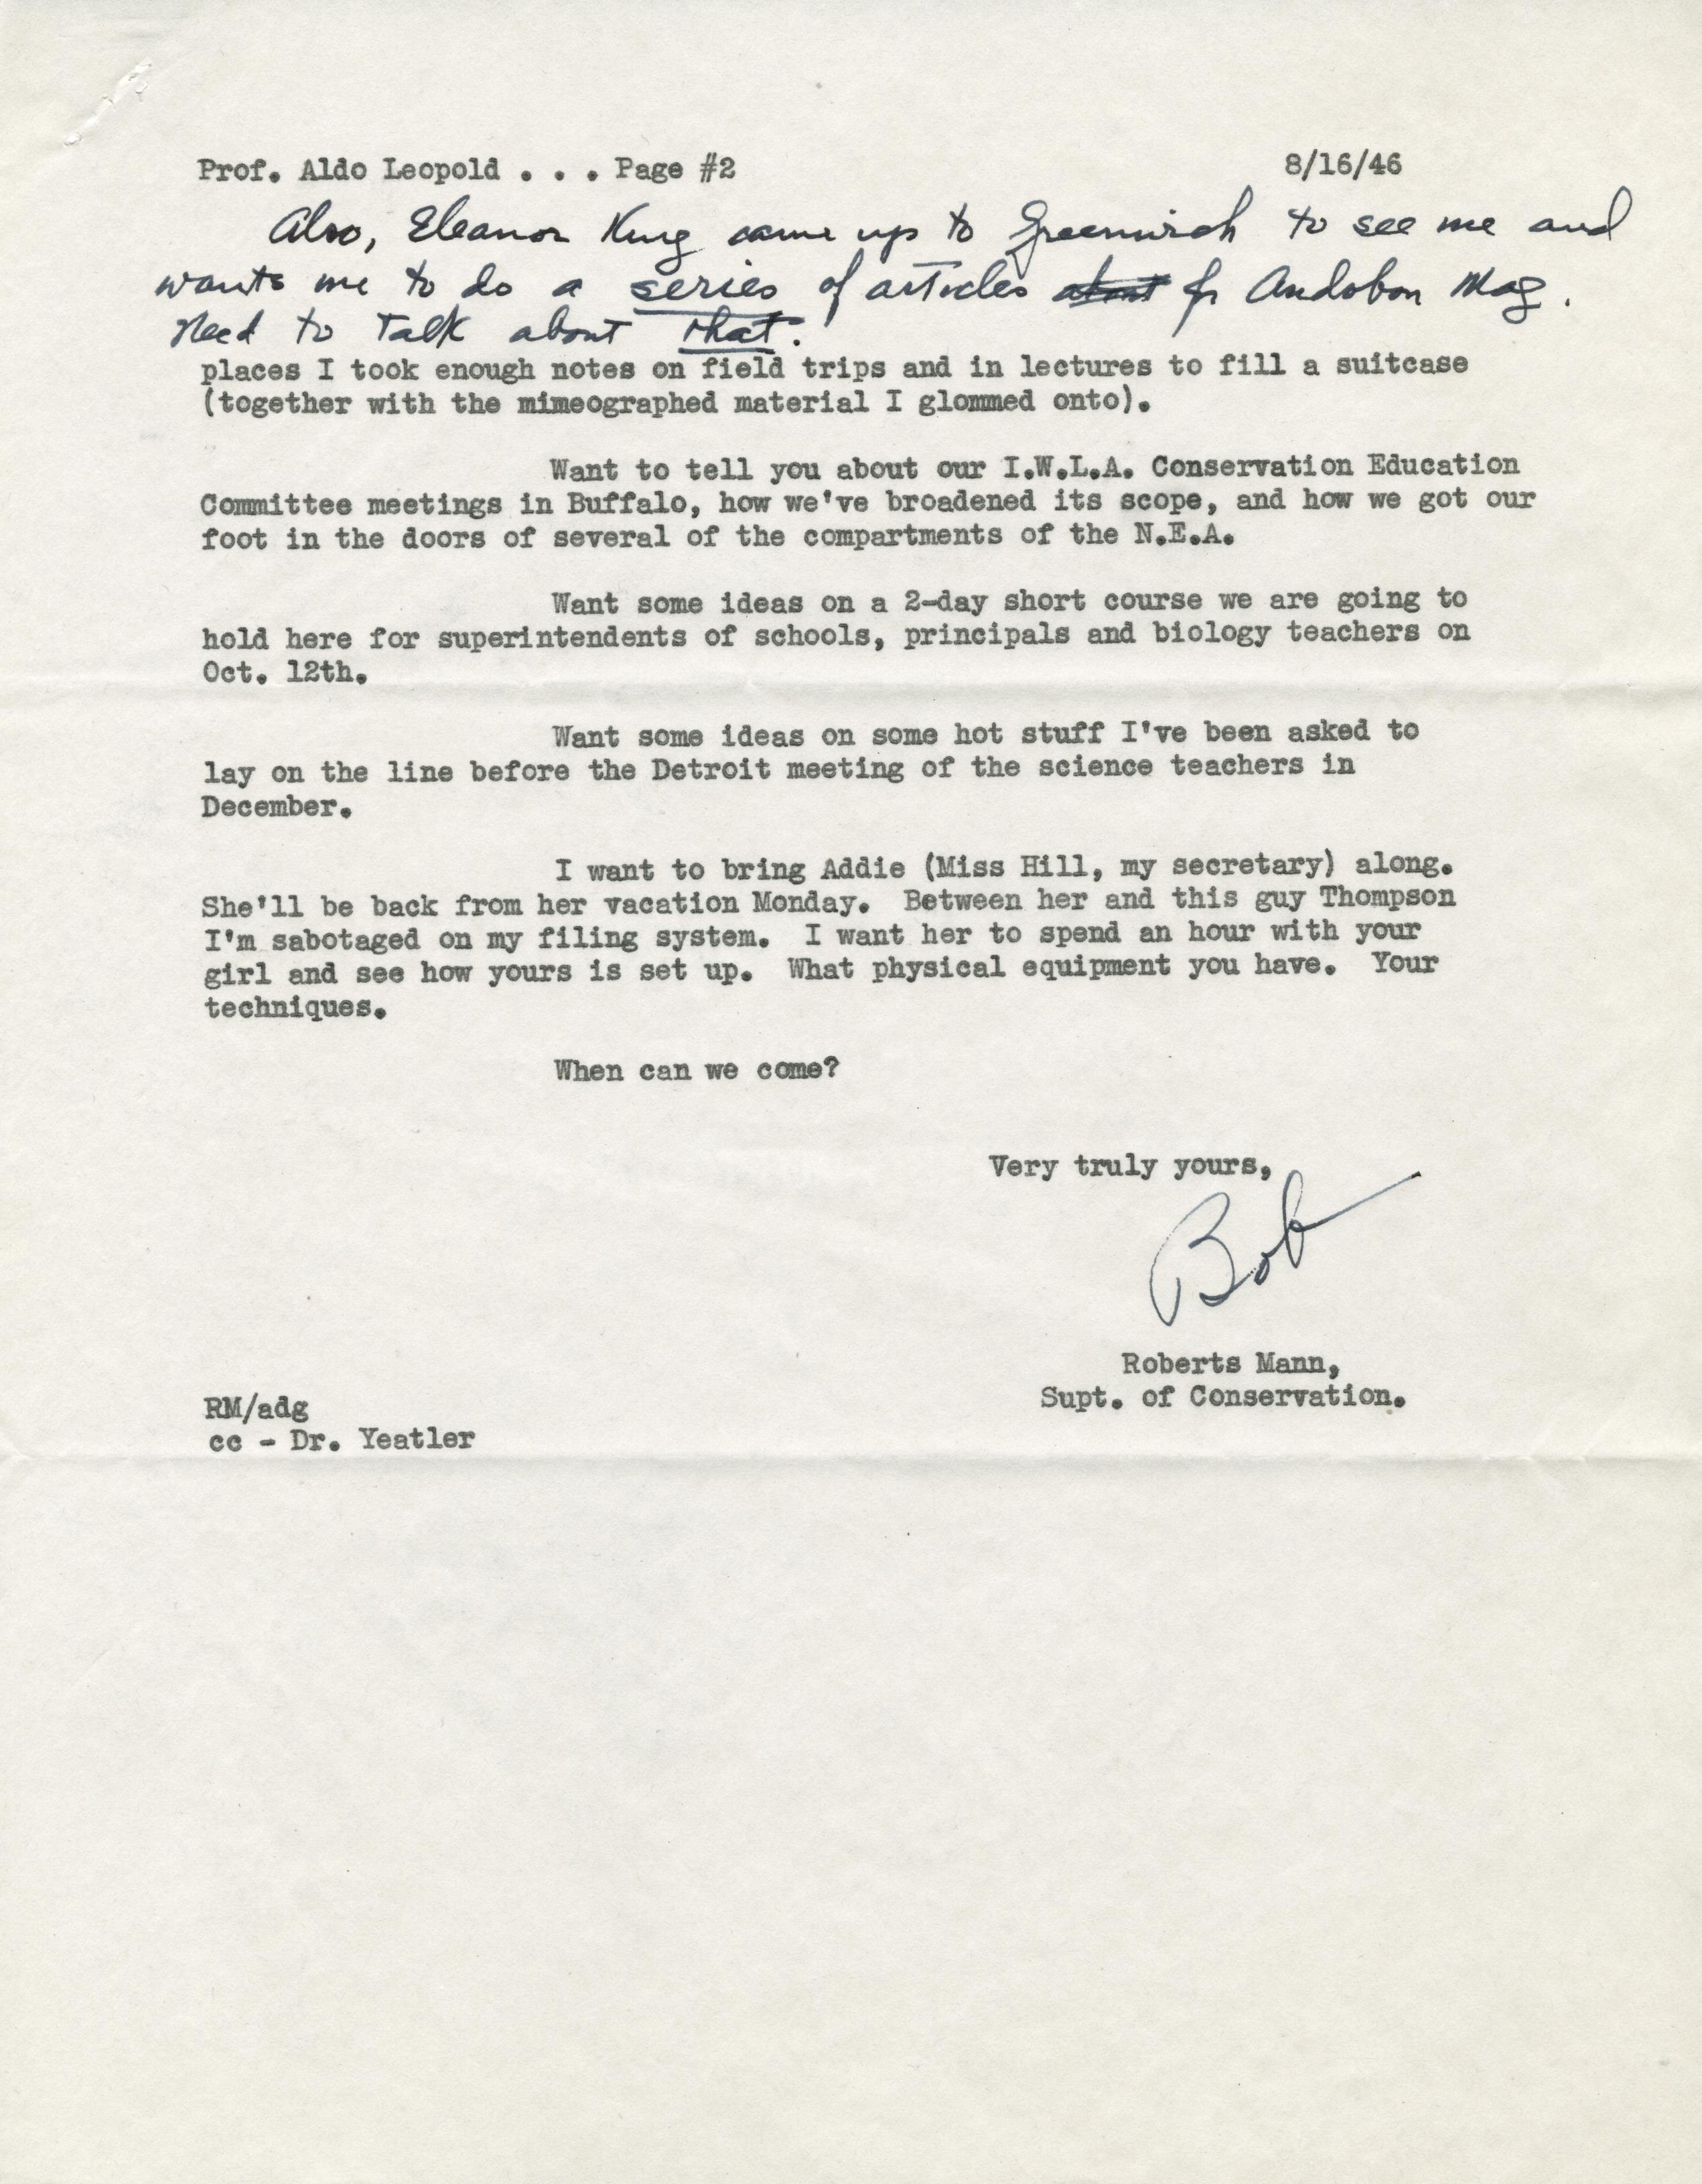 Prof. Aldo Leopold . . . Page #2 8/16/46
Also, Eleanor King came up to Greenwich to see me and
wants me to do a series of articles about for Audobon Mag.
Need to talk about that.
places I took enough notes on field trips and in lectures to fill a suitcase
(together with the mimeographed material I glommed onto).
Want to tell you about our I.W.L.A. Conservation Education
Committee meetings in Buffalo, how we've broadened its scope, and how we got our
foot in the doors of several of the compartments of the N.E.A.
Want some ideas on a 2-day short course we are going to
hold here for superintendents of schools, principals and biology teachers on
Oct. 12th.
Want some ideas on some hot stuff I've been asked to
lay on the line before the Detroit meeting of the science teachers in
December.
I want to bring Addie (Miss Hill, my secretary) along.
She'll be back from her vacation Monday. Between her and this guy Thompson
I'm sabotaged on my filing system. I want her to spend an hour with your
girl and see how yours is set up. What physical equipment you have. Your
techniques.
When can we come?
Very truly yours,
Bob
Roberts Mann,
Supt. of Conservation.
RM/adg
cc - Dr. Yeatler